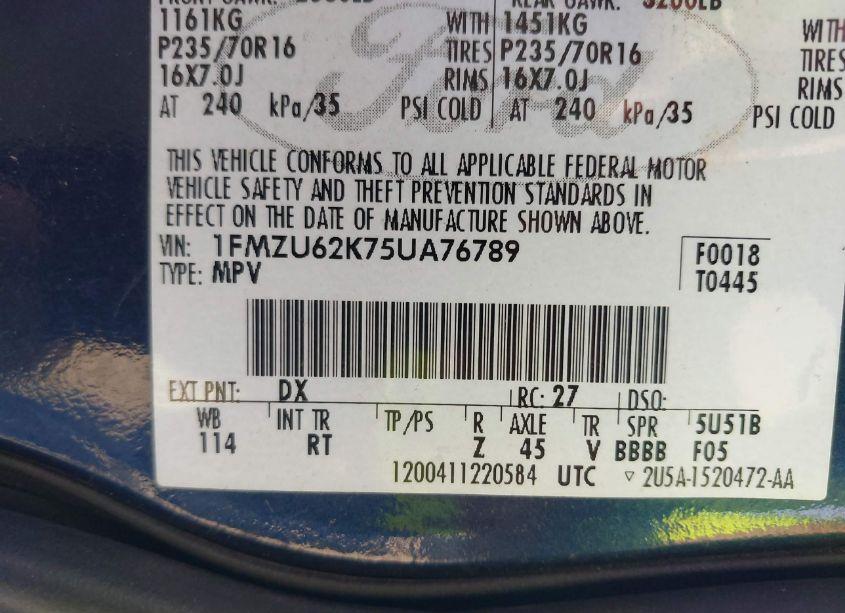 1161KG WITH 1451KG WITH
P235/70R16 TIRES P235/70R16 TIRES
16X7.0J RIMS 16X7.0J RIMS
AT 240 kPa/35 PSI COLD AT 240 kPa/35 PSI COLD
Ford
THIS VEHICLE CONFORMS TO ALL APPLICABLE FEDERAL MOTOR
VEHICLE SAFETY AND THEFT PREVENTION STANDARDS IN
EFFECT ON THE DATE OF MANUFACTURE SHOWN ABOVE.
VIN: 1FMZU62K75UA76789 F0018
TYPE: MPV T0445
EXT PNT: DX RC: 27 DSO:
WB INT TR TP/PS R AXLE TR SPR 5U51B
114 RT Z 45 V BBBB F05
1200411220584 UTC ▽ 2U5A-1520472-AA